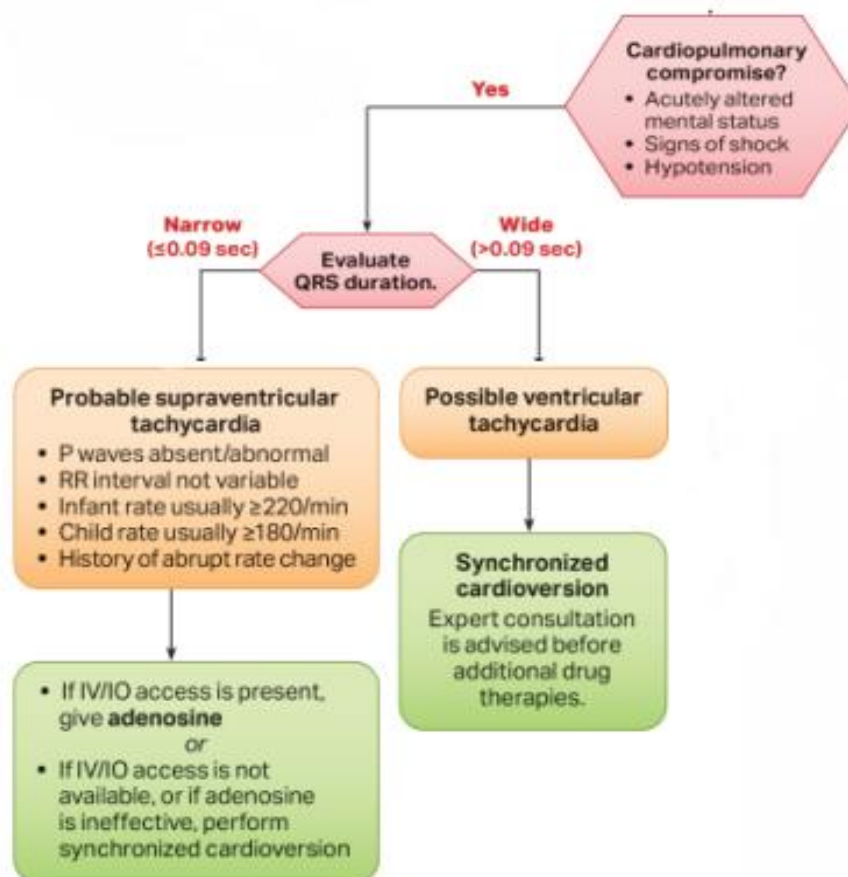 Cardiopulmonary
compromise?
• Acutely altered
mental status
• Signs of shock
• Hypotension
Yes
Narrow
(≤0.09 sec)
Wide
(>0.09 sec)
Evaluate
QRS duration.
Probable supraventricular
tachycardia
• P waves absent/abnormal
• RR interval not variable
• Infant rate usually ≥220/min
• Child rate usually ≥180/min
• History of abrupt rate change
Possible ventricular
tachycardia
• If IV/IO access is present,
give adenosine
or
• If IV/IO access is not
available, or if adenosine
is ineffective, perform
synchronized cardioversion
Synchronized
cardioversion
Expert consultation
is advised before
additional drug
therapies.